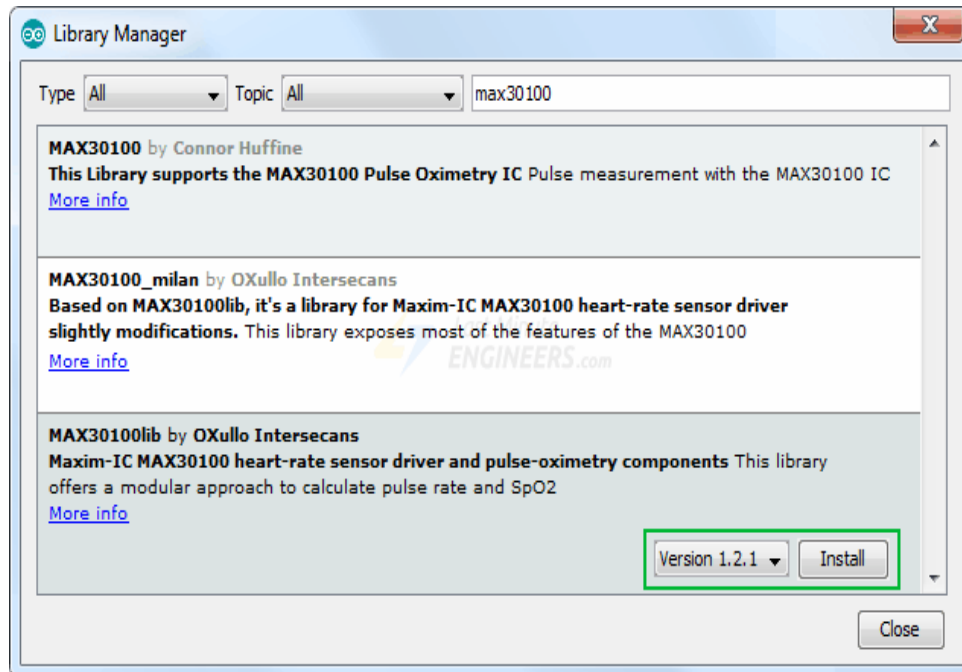 Library Manager
Type All Topic All max30100
MAX30100 by Connor Huffine
This Library supports the MAX30100 Pulse Oximetry IC Pulse measurement with the MAX30100 IC
More info
MAX30100_milan by OXullo Intersecans
Based on MAX30100lib, it's a library for Maxim-IC MAX30100 heart-rate sensor driver
slightly modifications. This library exposes most of the features of the MAX30100
More info
ENGINEERS.com
MAX30100lib by OXullo Intersecans
Maxim-IC MAX30100 heart-rate sensor driver and pulse-oximetry components This library
offers a modular approach to calculate pulse rate and SpO2
More info
Version 1.2.1 Install
Close